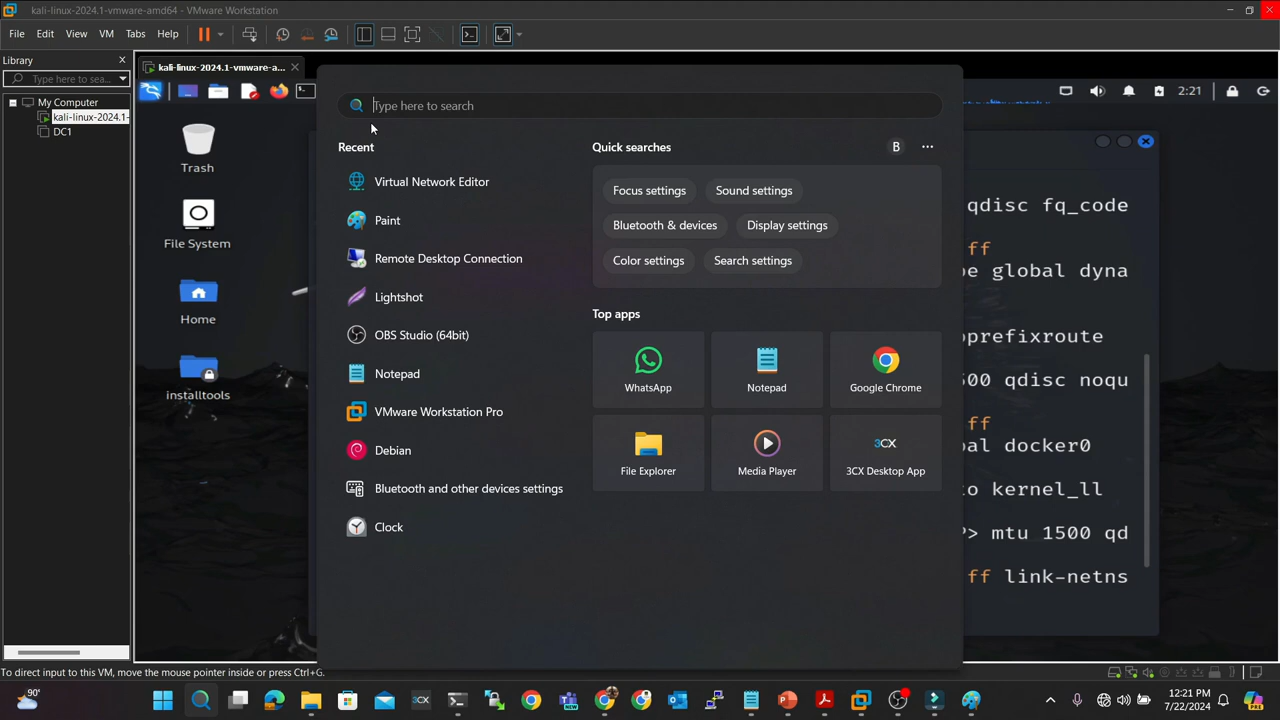 kali-linux-2024.1-vmware-amd64 - VMware Workstation
File Edit View VM Tabs Help
Library
Type here to sea...
My Computer
kali-linux-2024.1-
DC1
kali-linux-2024.1-vmware-a...
2:21
Trash
File System
Home
installtools
Type here to search
Recent
Virtual Network Editor
Paint
Remote Desktop Connection
Lightshot
OBS Studio (64bit)
Notepad
VMware Workstation Pro
Debian
Bluetooth and other devices settings
Clock
Quick searches
B
Focus settings
Sound settings
Bluetooth & devices
Display settings
Color settings
Search settings
Top apps
WhatsApp
Notepad
Google Chrome
File Explorer
Media Player
3CX
3CX Desktop App
qdisc fq_code
ff
global dyna
oprefixroute
qdisc noqu
ff
docker0
kernel_ll
P> mtu 1500 qd
ff link-netns
To direct input to this VM, move the mouse pointer inside or press Ctrl+G.
90°
12:21 PM
7/22/2024